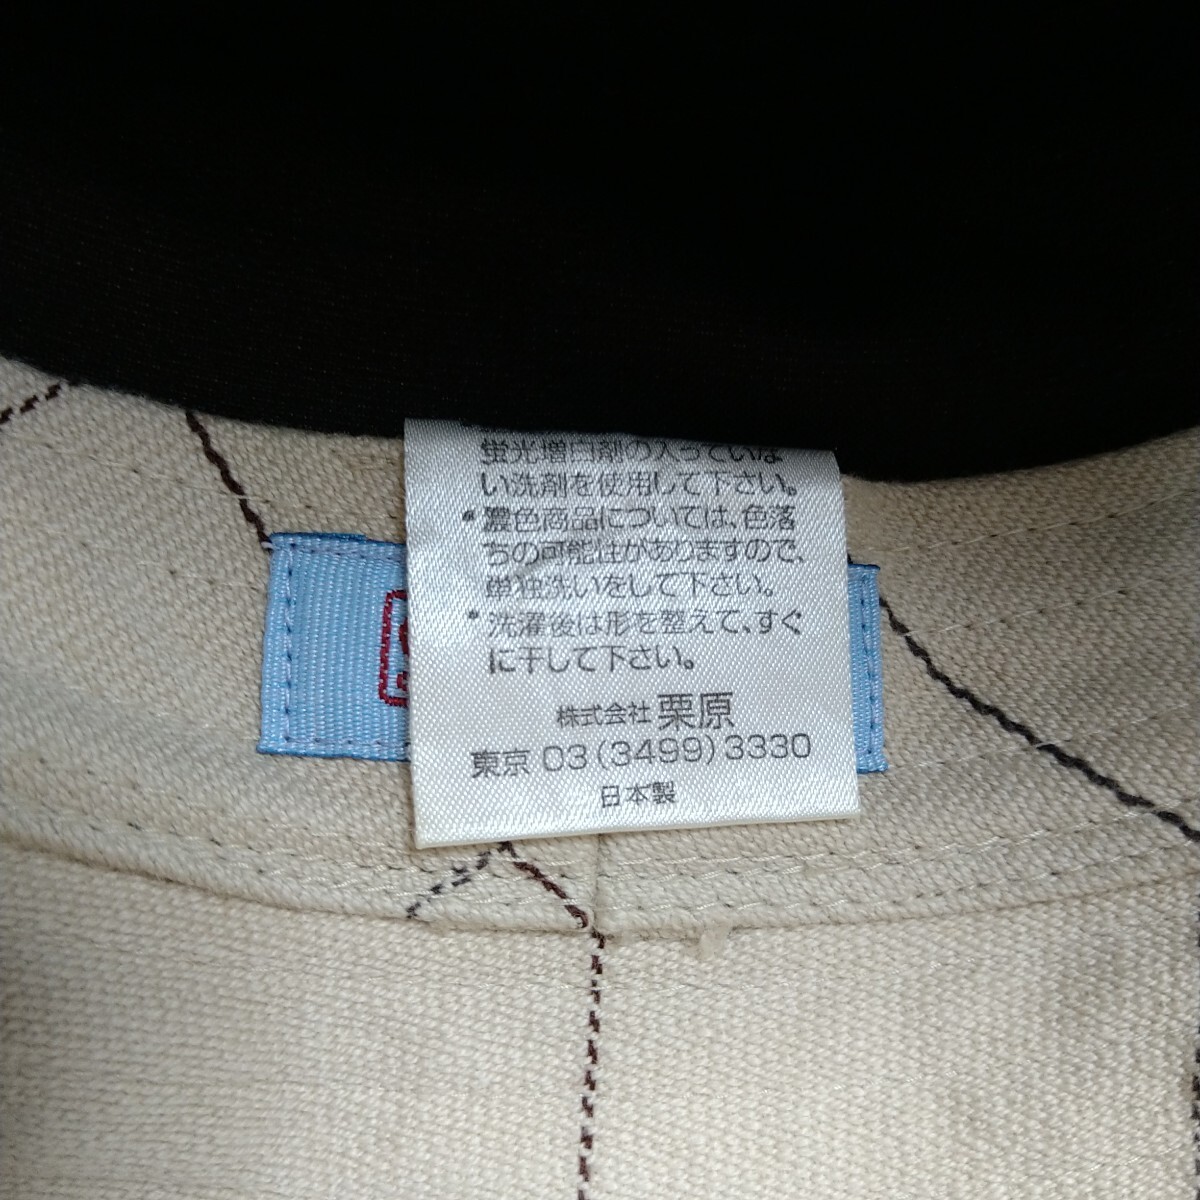 蛍光増白剤の入っていな
い洗剤を使用して下さい。
・濃色商品については、色落
ちの可能性がありますので、
単独洗いをして下さい。
・洗濯後は形を整えて、すぐ
に干して下さい。
株式会社 栗原
東京 03(3499)3330
日本製